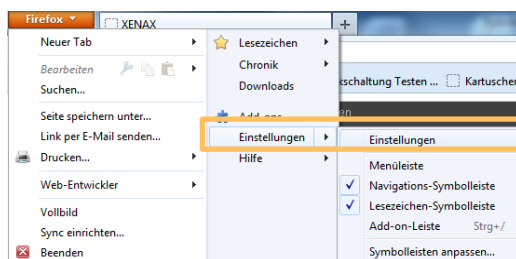 Firefox
XENAX
Neuer Tab
Bearbeiten
Suchen...
Seite speichern unter...
Link per E-Mail senden...
Drucken...
Web-Entwickler
Vollbild
Sync einrichten...
Beenden
Lesezeichen
Chronik
Downloads
Add-ons
Einstellungen
Hilfe
Testen ... Kartuscher
Einstellungen
Menüleiste
Navigations-Symbolleiste
Lesezeichen-Symbolleiste
Add-on-Leiste Strg+/
Symbolleisten anpassen...